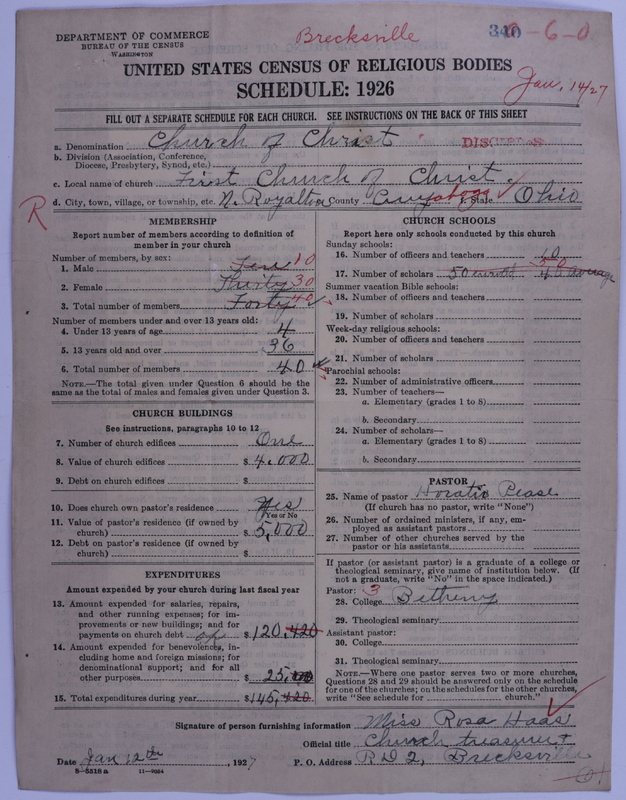 DEPARTMENT OF COMMERCE
BUREAU OF THE CENSUS
WASHINGTON
Brecksville
340
-6-0
UNITED STATES CENSUS OF RELIGIOUS BODIES
SCHEDULE: 1926
Jan. 14/27
FILL OUT A SEPARATE SCHEDULE FOR EACH CHURCH. SEE INSTRUCTIONS ON THE BACK OF THIS SHEET
a. Denomination Church of Christ
b. Division (Association, Conference,
Diocese, Presbytery, Synod, etc.)
c. Local name of church First Church of Christ.
d. City, town, village, or township, etc. N. Royalton County Cuyahoga State Ohio
R
MEMBERSHIP
Report number of members according to definition of
member in your church
Number of members, by sex:
1. Male Ten 10
2. Female Thirty 30
3. Total number of members Forty 40
Number of members under and over 13 years old:
4. Under 13 years of age 4
5. 13 years old and over 36
6. Total number of members 40
NOTE.—The total given under Question 6 should be the
same as the total of males and females given under Question 3.
CHURCH BUILDINGS
See instructions, paragraphs 10 to 12
7. Number of church edifices One
8. Value of church edifices $ 4,000
9. Debt on church edifices $
10. Does church own pastor's residence Yes
(Yes or No)
11. Value of pastor's residence (if owned by
church) $ 5,000
12. Debt on pastor's residence (if owned by
church) $
EXPENDITURES
Amount expended by your church during last fiscal year
13. Amount expended for salaries, repairs,
and other running expenses; for im-
provements or new buildings; and for
payments on church debt $ 120.420
14. Amount expended for benevolences, in-
cluding home and foreign missions; for
denominational support; and for all
other purposes $ 25.00
15. Total expenditures during year $ 145.420
CHURCH SCHOOLS
Report here only schools conducted by this church
Sunday schools:
16. Number of officers and teachers 10
17. Number of scholars 50 enrolled 50 40 average
Summer vacation Bible schools:
18. Number of officers and teachers
19. Number of scholars
Week-day religious schools:
20. Number of officers and teachers
21. Number of scholars
Parochial schools:
22. Number of administrative officers
23. Number of teachers—
a. Elementary (grades 1 to 8)
b. Secondary
24. Number of scholars—
a. Elementary (grades 1 to 8)
b. Secondary
PASTOR
25. Name of pastor Horatio Pease
(If church has no pastor, write "None")
26. Number of ordained ministers, if any, em-
ployed as assistant pastors
27. Number of other churches served by the
pastor or his assistants
If pastor (or assistant pastor) is a graduate of a college or
theological seminary, give name of institution below. (If
not a graduate, write "No" in the space indicated.)
Pastor: 3
28. College Betheny
29. Theological seminary
Assistant pastor:
30. College
31. Theological seminary
NOTE.—Where one pastor serves two or more churches,
Questions 28 and 29 should be answered only on the schedule
for one of the churches; on the schedules for the other churches,
write "See schedule for church."
Signature of person furnishing information Miss Rosa Haas
Official title Church treasurer
Date Jan 12th, 1927 P. O. Address R D 2, Brecksville
8-5518 a 11-9064